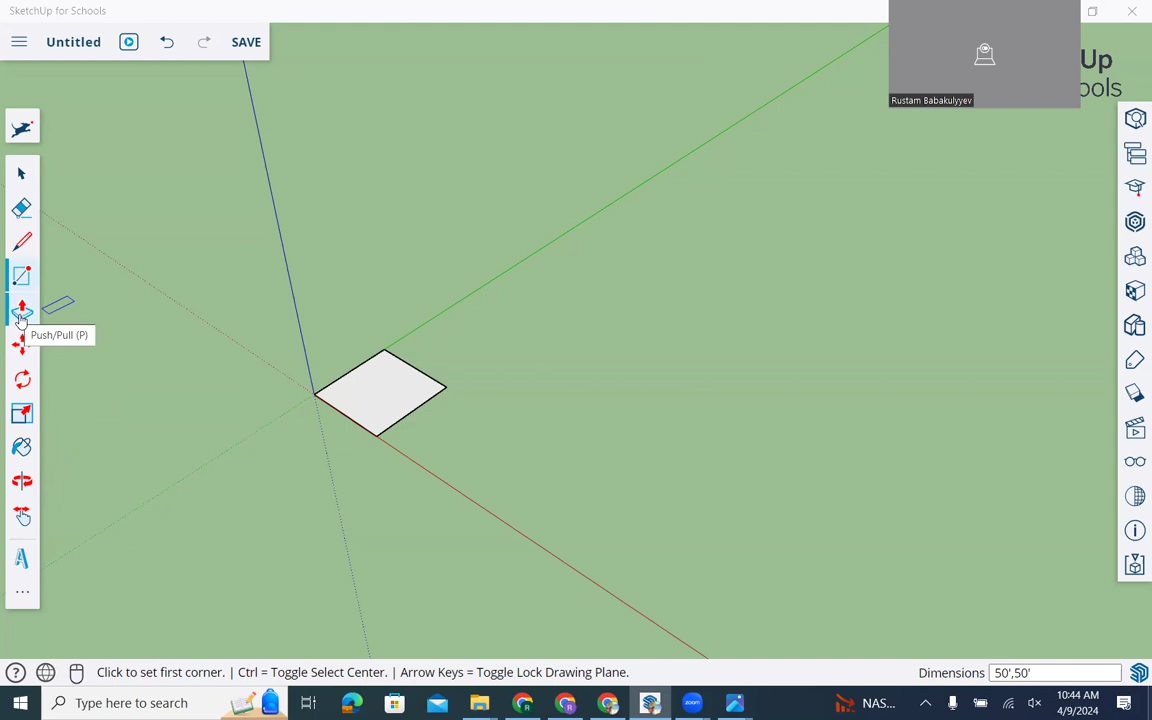 SketchUp for Schools
Untitled
SAVE
Up
ools
Rustam Babakulyyev
Push/Pull (P)
A
Click to set first corner. | Ctrl = Toggle Select Center. | Arrow Keys = Toggle Lock Drawing Plane.
Dimensions 50',50'
Type here to search
zoom
NAS...
10:44 AM
4/9/2024